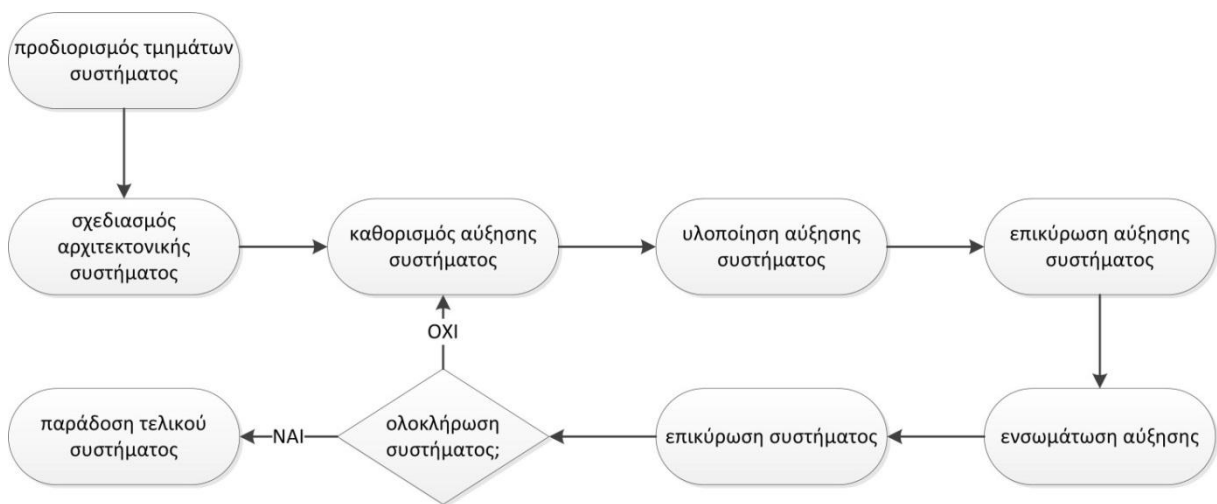 προδιορισμός τμημάτων
συστήματος
σχεδιασμός
αρχιτεκτονικής
συστήματος
καθορισμός αύξησης
συστήματος
υλοποίηση αύξησης
συστήματος
επικύρωση αύξησης
συστήματος
ΟΧΙ
παράδοση τελικού
συστήματος
ΝΑΙ
ολοκλήρωση
συστήματος;
επικύρωση συστήματος
ενσωμάτωση αύξησης